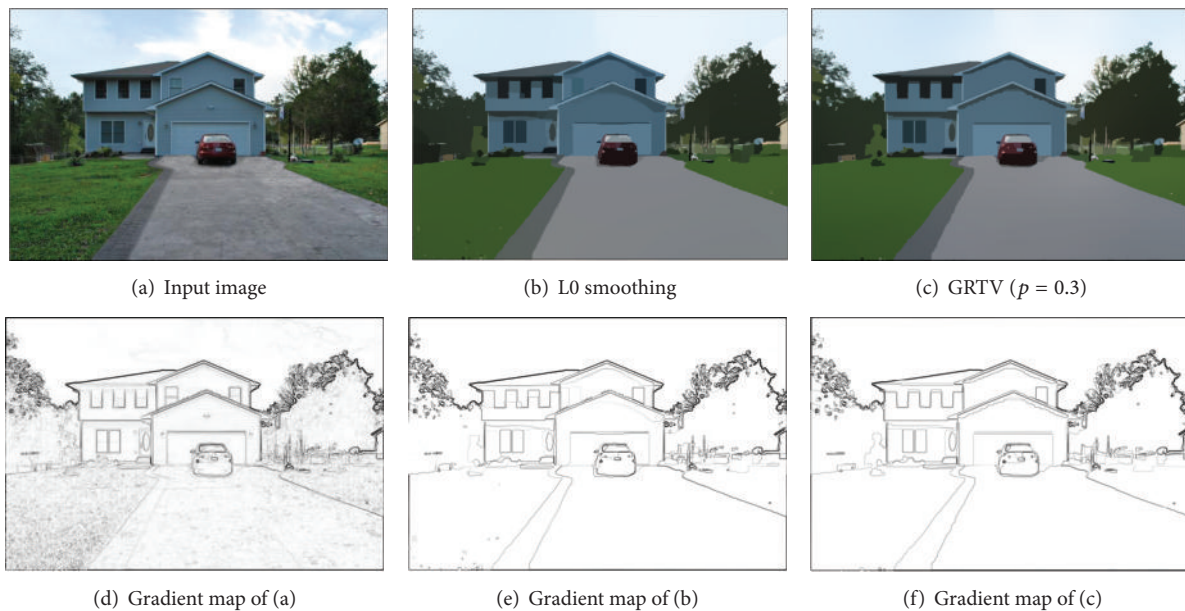 (a) Input image
(b) L0 smoothing
(c) GRTV (p = 0.3)
(d) Gradient map of (a)
(e) Gradient map of (b)
(f) Gradient map of (c)